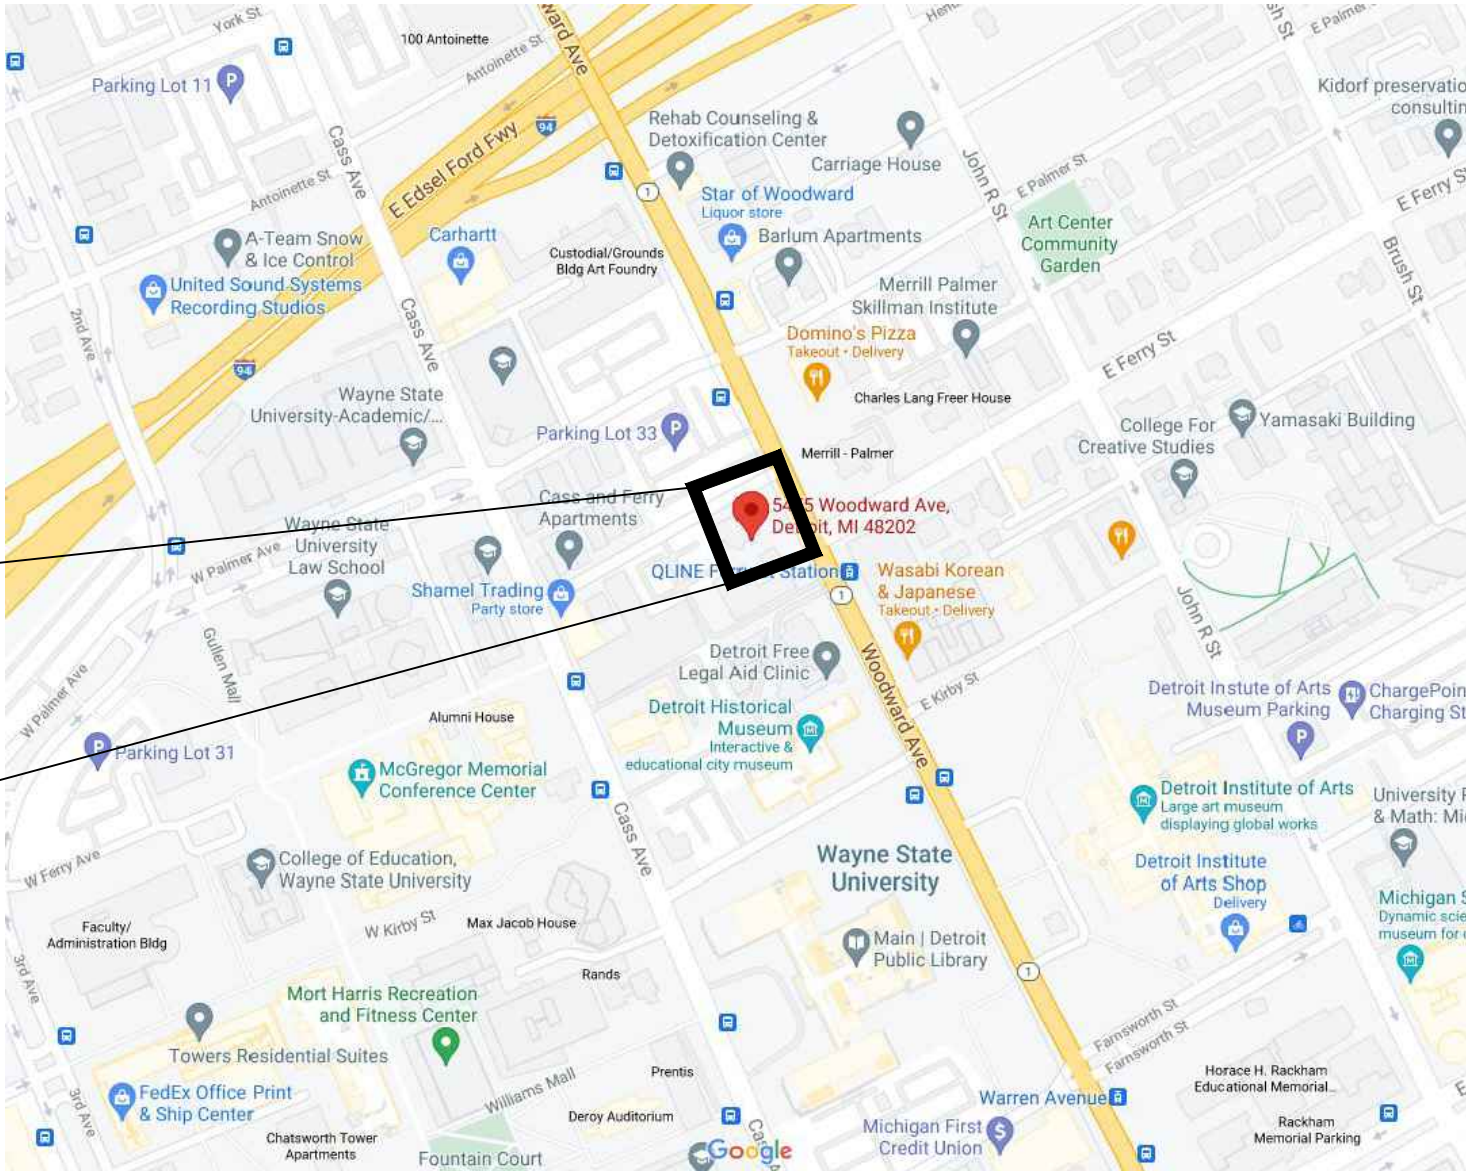 York St
100 Antoinette
Antoinette St
Parking Lot 11
P
94
E Edsel Ford Fwy
Cass Ave
Antoinette St
A-Team Snow
& Ice Control
United Sound Systems
Recording Studios
Carhartt
Custodial/Grounds
Bldg Art Foundry
Rehab Counseling &
Detoxification Center
Carriage House
1
Star of Woodward
Liquor store
Barlum Apartments
John R St
E Palmer St
Art Center
Community
Garden
Merrill Palmer
Skillman Institute
E Ferry St
Brush St
2nd Ave
Cass Ave
94
Domino's Pizza
Takeout • Delivery
Charles Lang Freer House
Merrill - Palmer
College For
Creative Studies
Yamasaki Building
Wayne State
University-Academic/...
Parking Lot 33
P
Cass and Ferry
Apartments
Wayne State
University
Law School
W Palmer Ave
Shamel Trading
Party store
Woodward Ave,
Detroit, MI 48202
QLINE
Station
1
Wasabi Korean
& Japanese
Takeout • Delivery
John R St
E Ferry St
Gullen Mall
W Palmer Ave
Detroit Free
Legal Aid Clinic
Woodward Ave
E Kirby St
Detroit Historical
Museum
Interactive &
educational city museum
Detroit Instute of Arts
Museum Parking
P
Parking Lot 31
P
Alumni House
McGregor Memorial
Conference Center
Detroit Institute of Arts
Large art museum
displaying global works
Cass Ave
W Ferry Ave
College of Education,
Wayne State University
Wayne State
University
Detroit Institute
of Arts Shop
Delivery
Faculty/
Administration Bldg
W Kirby St
Max Jacob House
Rands
Main | Detroit
Public Library
1
3rd Ave
Mort Harris Recreation
and Fitness Center
Towers Residential Suites
Farnsworth St
Farnsworth St
FedEx Office Print
& Ship Center
3rd Ave
Williams Mall
Prentis
Deroy Auditorium
Chatsworth Tower
Apartments
Fountain Court
Google
Michigan First
Credit Union
$
Warren Avenue
Horace H. Rackham
Educational Memorial...
Rackham
Memorial Parking